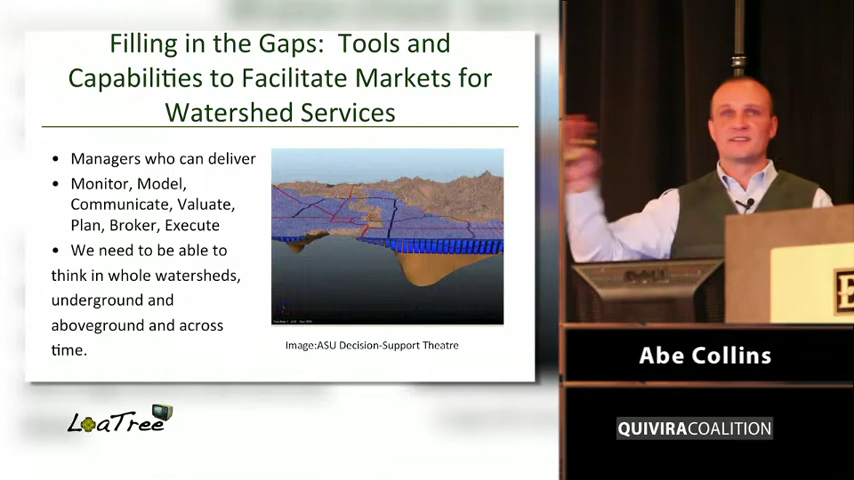 Filling in the Gaps: Tools and
Capabilities to Facilitate Markets for
Watershed Services
• Managers who can deliver
• Monitor, Model,
Communicate, Valuate,
Plan, Broker, Execute
• We need to be able to
think in whole watersheds,
underground and
aboveground and across
time.
Image:ASU Decision-Support Theatre
LoaTree
DELL
E
Abe Collins
QUIVIRACOALITION